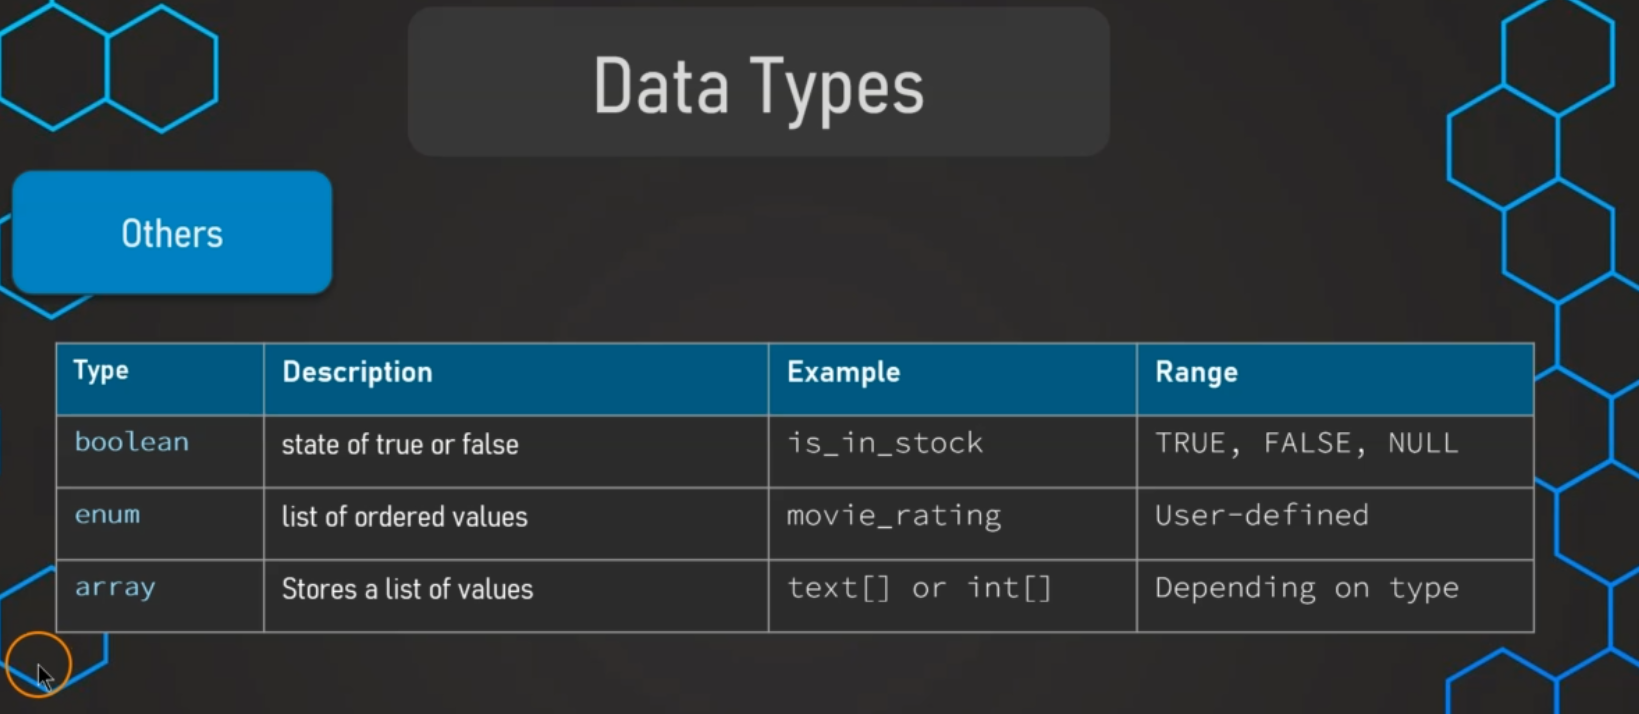 Data Types
Others
Type Description Example Range
boolean state of true or false is_in_stock TRUE, FALSE, NULL
enum list of ordered values movie_rating User-defined
array Stores a list of values text[] or int[] Depending on type